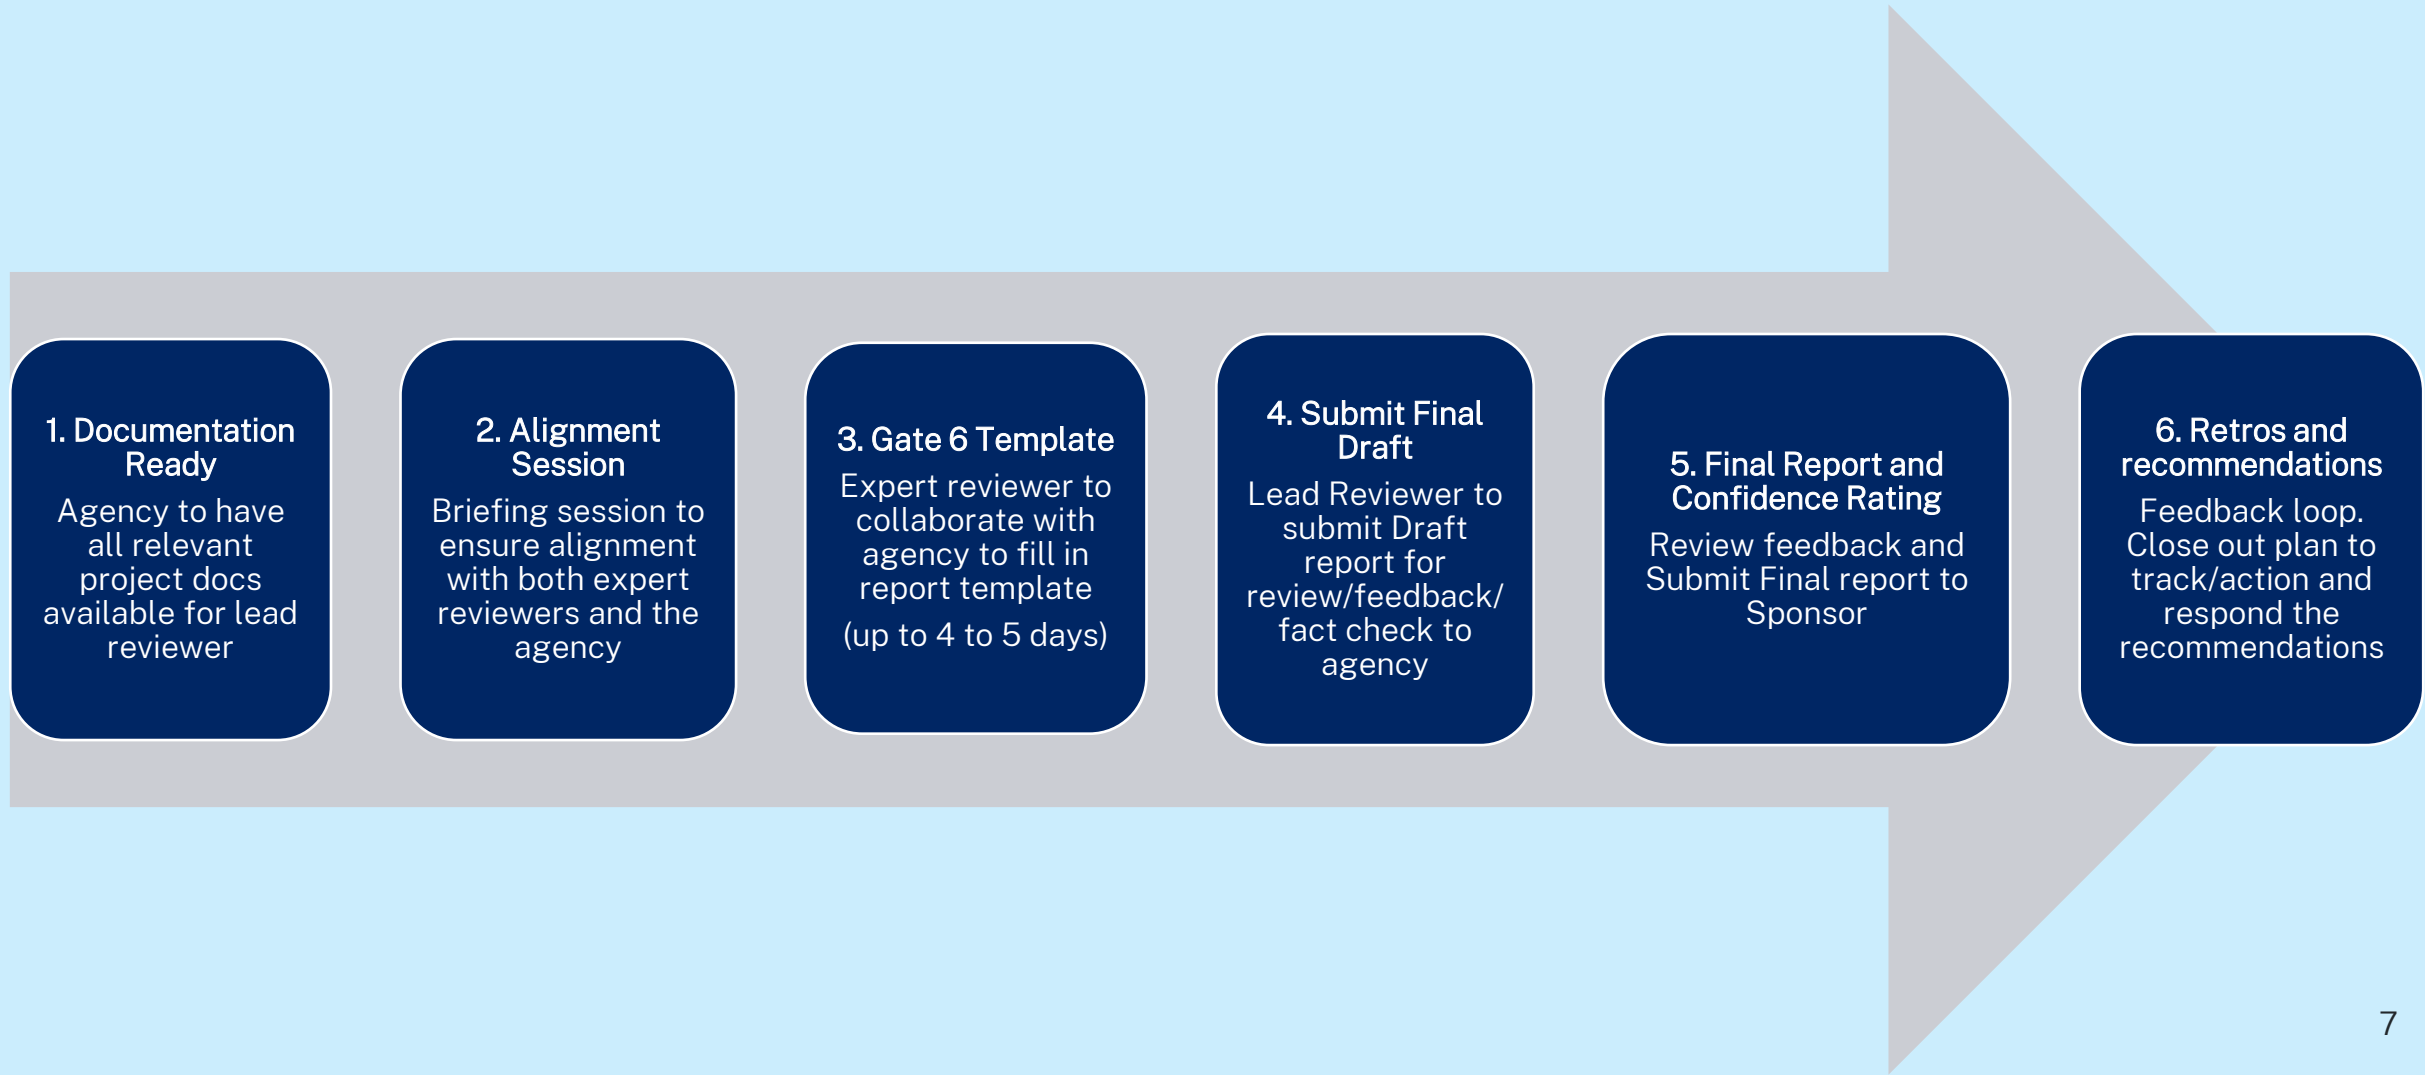 1. Documentation
Ready
Agency to have
all relevant
project docs
available for lead
reviewer
2. Alignment
Session
Briefing session to
ensure alignment
with both expert
reviewers and the
agency
3. Gate 6 Template
Expert reviewer to
collaborate with
agency to fill in
report template
(up to 4 to 5 days)
4. Submit Final
Draft
Lead Reviewer to
submit Draft
report for
review/feedback/
fact check to
agency
5. Final Report and
Confidence Rating
Review feedback and
Submit Final report to
Sponsor
6. Retros and
recommendations
Feedback loop.
Close out plan to
track/action and
respond the
recommendations
7